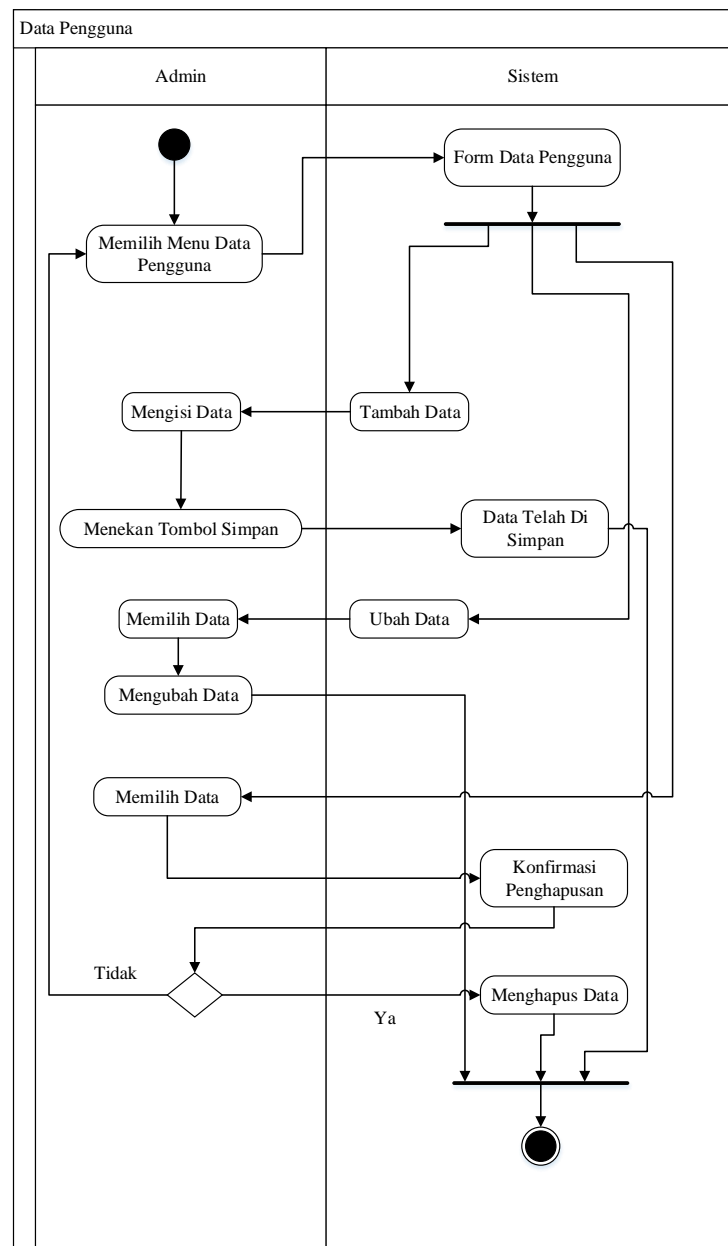 Data Pengguna
Admin
Sistem
Form Data Pengguna
Memilih Menu Data
Pengguna
Mengisi Data
Tambah Data
Menekan Tombol Simpan
Data Telah Di
Simpan
Memilih Data
Ubah Data
Mengubah Data
Memilih Data
Konfirmasi
Penghapusan
Tidak
Menghapus Data
Ya